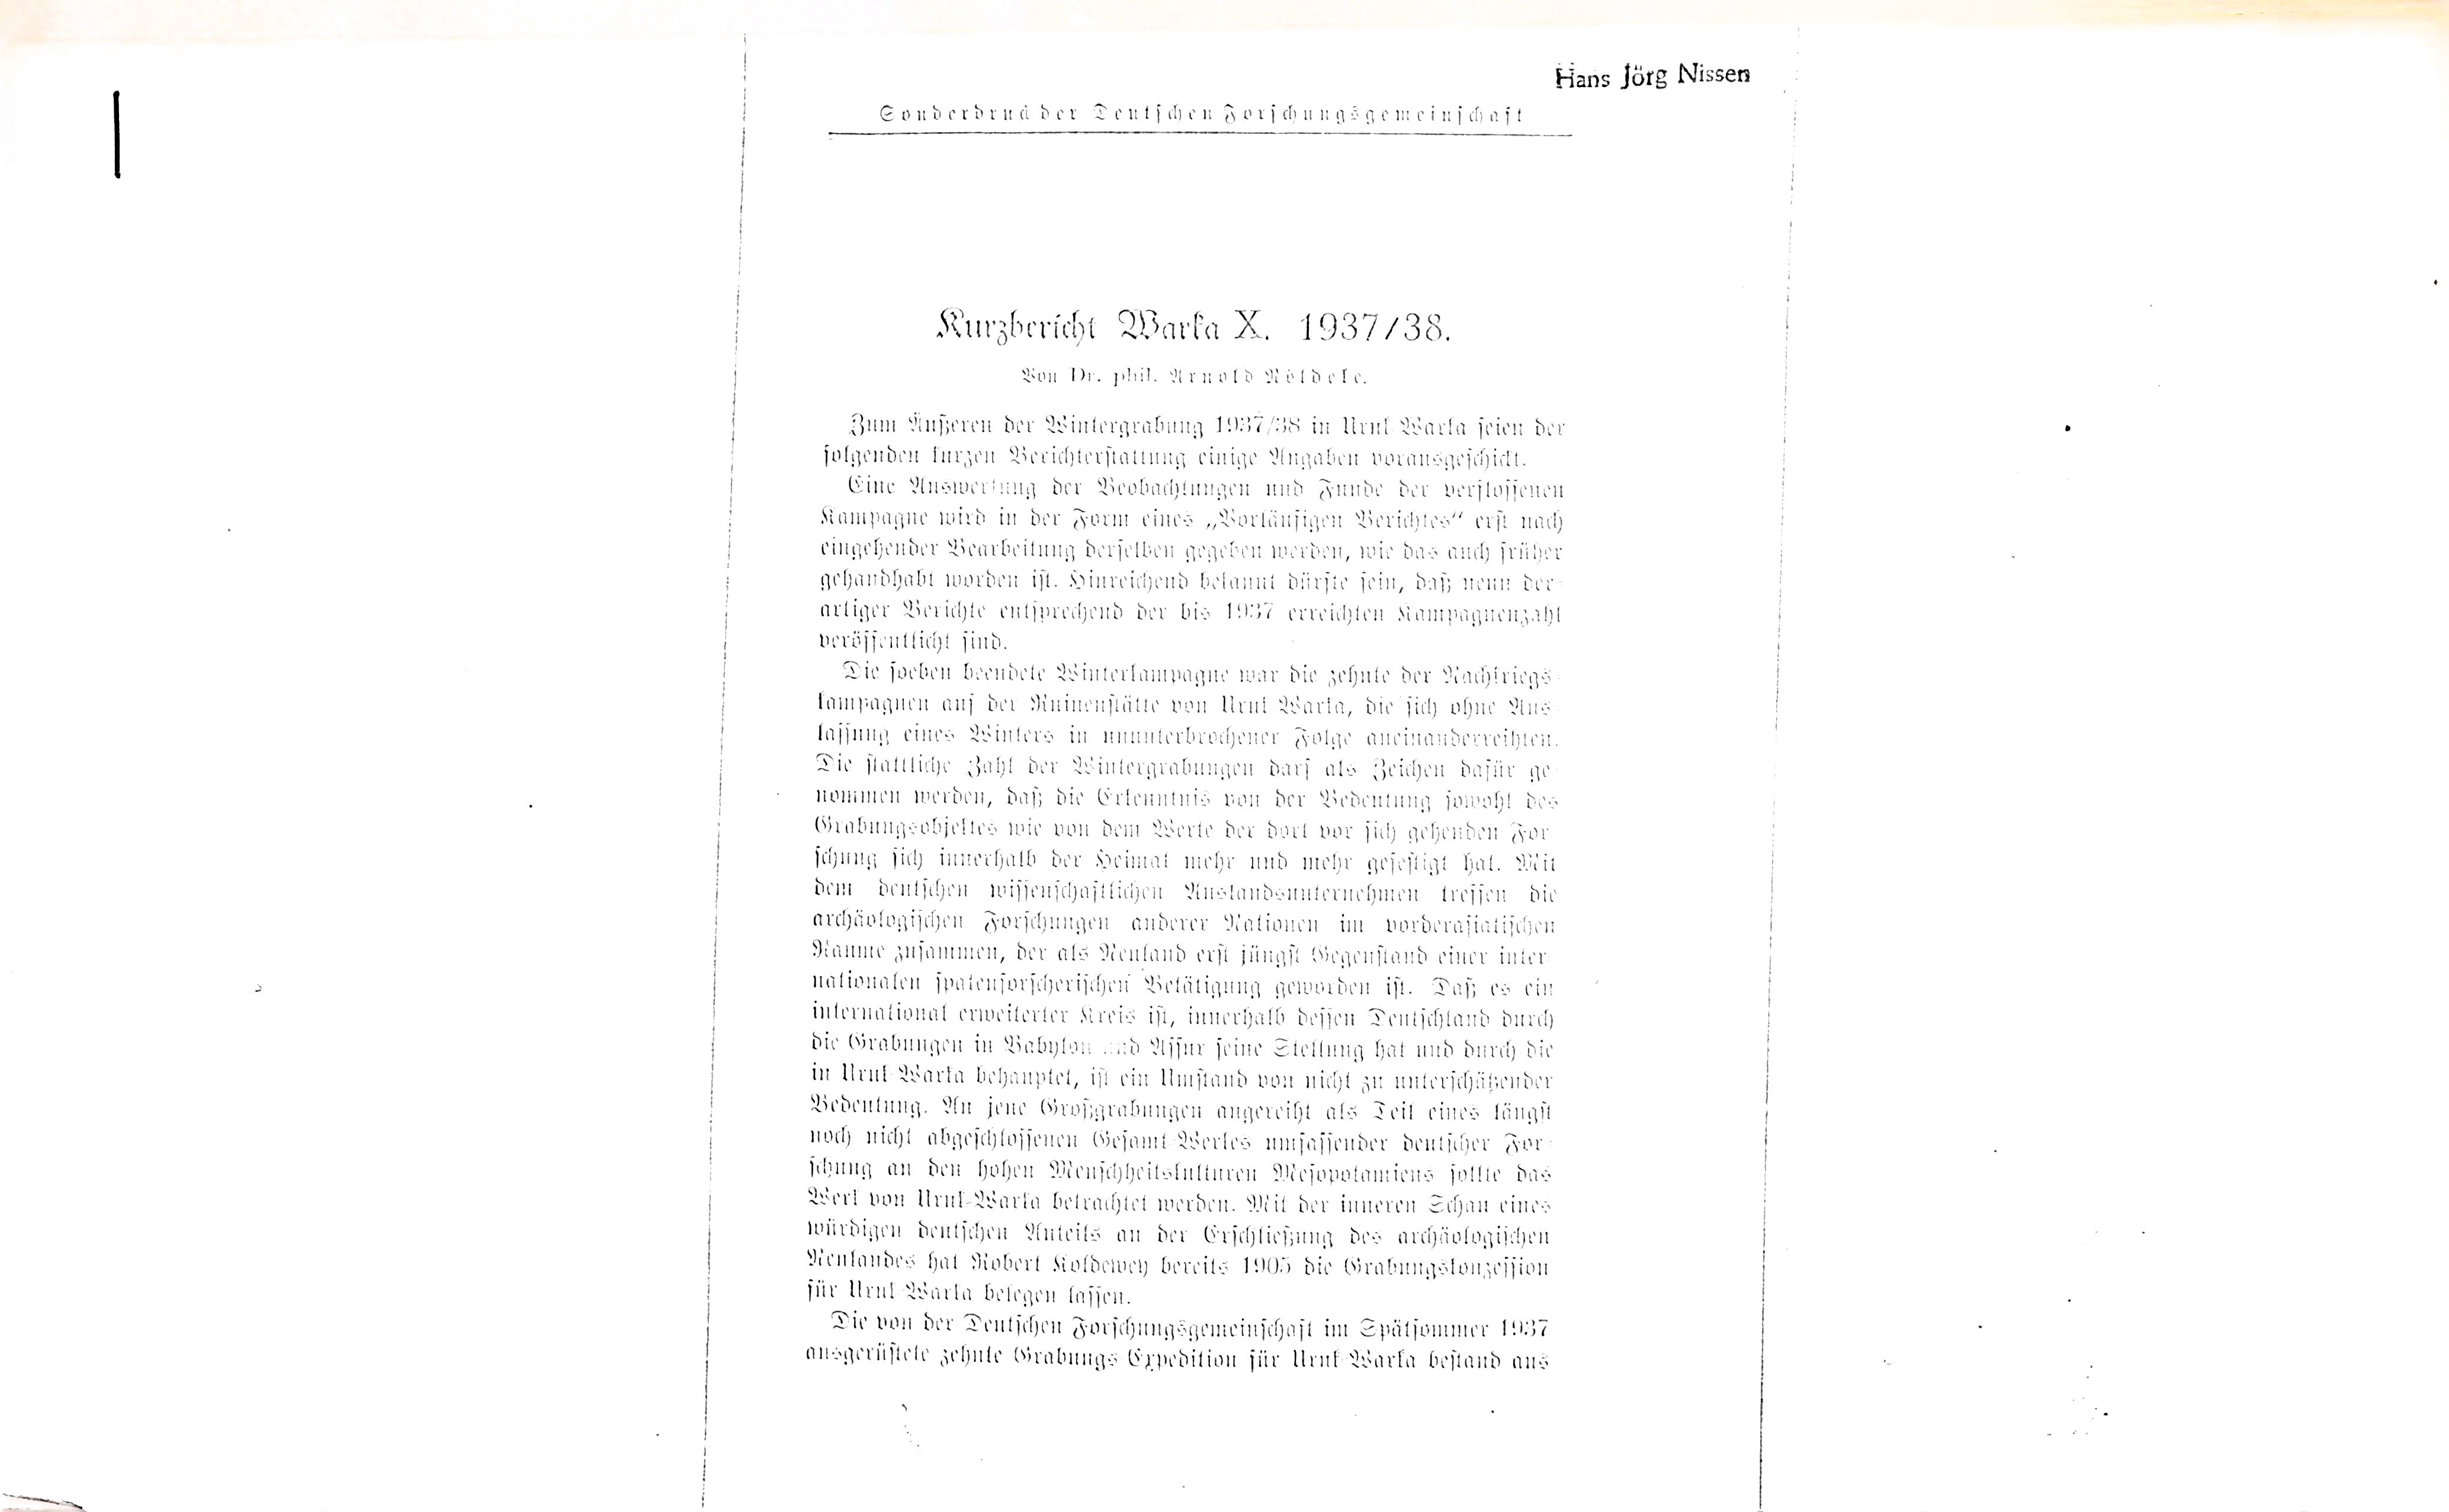 Hans Jörg Nissen
Sonderdruck der Deutschen Forschungsgemeinschaft
Kurzbericht Warka X. 1937/38.
Von Dr. phil. Arnold Nöldeke.
Zum Äußeren der Wintergrabung 1937/38 in Uruk-Warka seien der
folgenden kurzen Berichterstattung einige Angaben vorausgeschickt.
Eine Auswertung der Beobachtungen und Funde der verflossenen
Kampagne wird in der Form eines „Vorläufigen Berichtes“ erst nach
eingehender Bearbeitung derselben gegeben werden, wie das auch früher
gehandhabt worden ist. Hinreichend bekannt dürfte sein, daß neun der-
artiger Berichte entsprechend der bis 1937 erreichten Kampagnenzahl
veröffentlicht sind.
Die soeben beendete Winterkampagne war die zehnte der Nachkriegs-
kampagnen auf der Ruinenstätte von Uruk-Warka, die sich ohne Aus-
lassung eines Winters in ununterbrochener Folge aneinanderreihten.
Die stattliche Zahl der Wintergrabungen darf als Zeichen dafür ge-
nommen werden, daß die Erkenntnis von der Bedeutung sowohl des
Grabungsobjektes wie von dem Werte der dort vor sich gehenden For-
schung sich innerhalb der Heimat mehr und mehr gefestigt hat. Mit
dem deutschen wissenschaftlichen Auslandsunternehmen treffen die
archäologischen Forschungen anderer Nationen im vorderasiatischen
Raume zusammen, der als Neuland erst jüngst Gegenstand einer inter-
nationalen spatenforscherischen Betätigung geworden ist. Daß es ein
international erweiterter Kreis ist, innerhalb dessen Deutschland durch
die Grabungen in Babylon und Assur seine Stellung hat und durch die
in Uruk-Warka behauptet, ist ein Umstand von nicht zu unterschätzender
Bedeutung. An jene Großgrabungen angereiht als Teil eines längst
noch nicht abgeschlossenen Gesamt-Werkes umfassender deutscher For-
schung an den hohen Menschheitskulturen Mesopotamiens sollte das
Werk von Uruk-Warka betrachtet werden. Mit der inneren Schau eines
würdigen deutschen Anteils an der Erschließung des archäologischen
Neulandes hat Robert Koldewey bereits 1905 die Grabungskonzession
für Uruk-Warka belegen lassen.
Die von der Deutschen Forschungsgemeinschaft im Spätsommer 1937
ausgerüstete zehnte Grabungs-Expedition für Uruk-Warka bestand aus